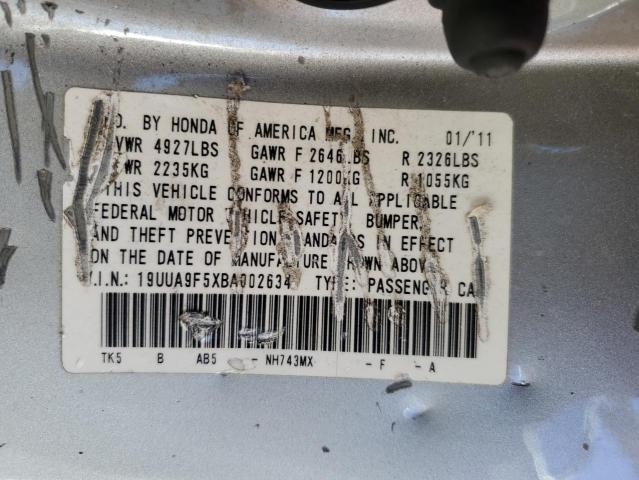 BY HONDA OF AMERICA MFG. INC. 01/'11
VWR 4927LBS GAWR F 2646LBS R 2326LBS
WR 2235KG GAWR F 1200KG R 1055KG
THIS VEHICLE CONFORMS TO ALL APPLICABLE
FEDERAL MOTOR VEHICLE SAFETY, BUMPER,
AND THEFT PREVENTION STANDARDS IN EFFECT
ON THE DATE OF MANUFACTURE SHOWN ABOVE.
V.I.N.: 19UUA9F5XBA002634 TYPE: PASSENGER CAR
TK5 B AB5 - NH743MX - F - A